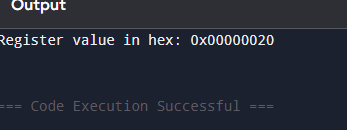 Output
Register value in hex: 0x00000020
=== Code Execution Successful ===